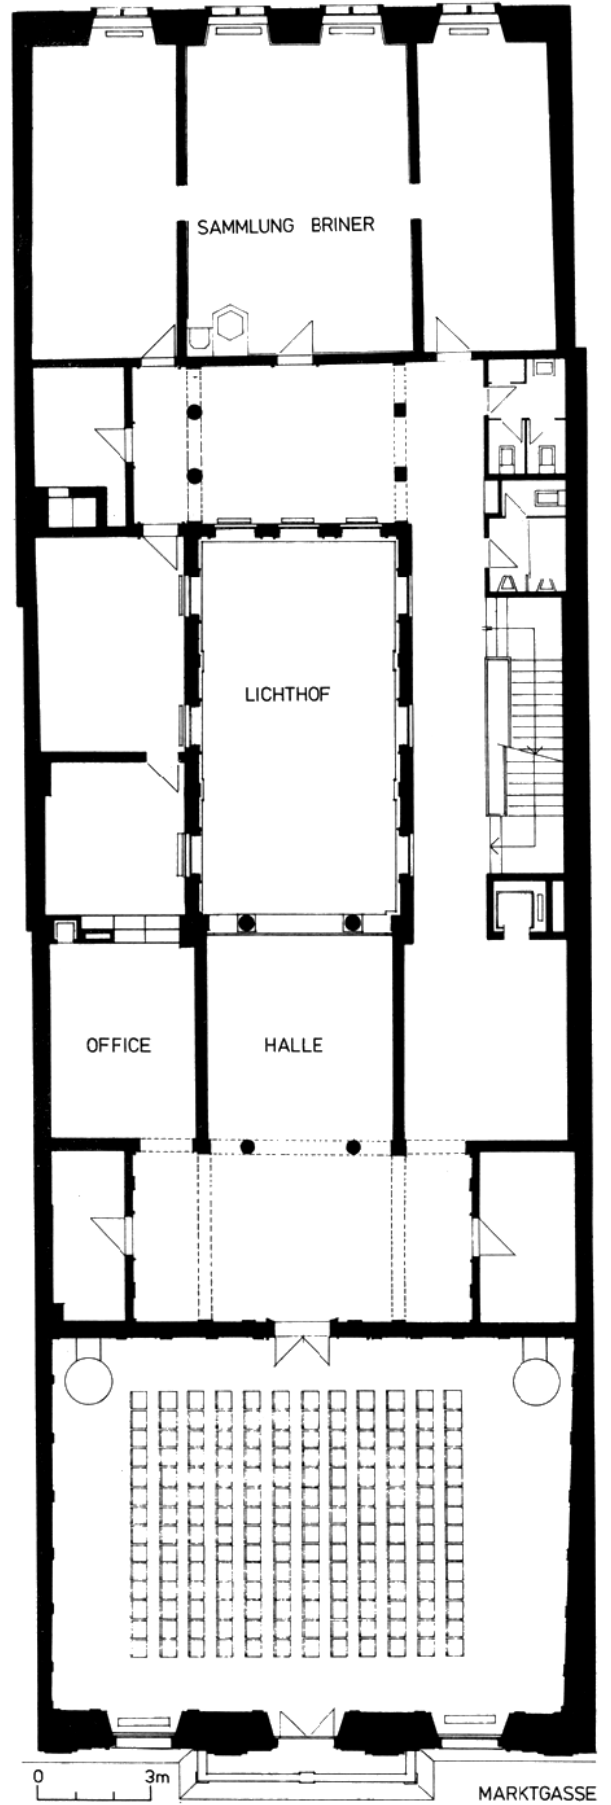 SAMMLUNG BRINER
LICHTHOF
OFFICE
HALLE
0 3m
MARKTGASSE